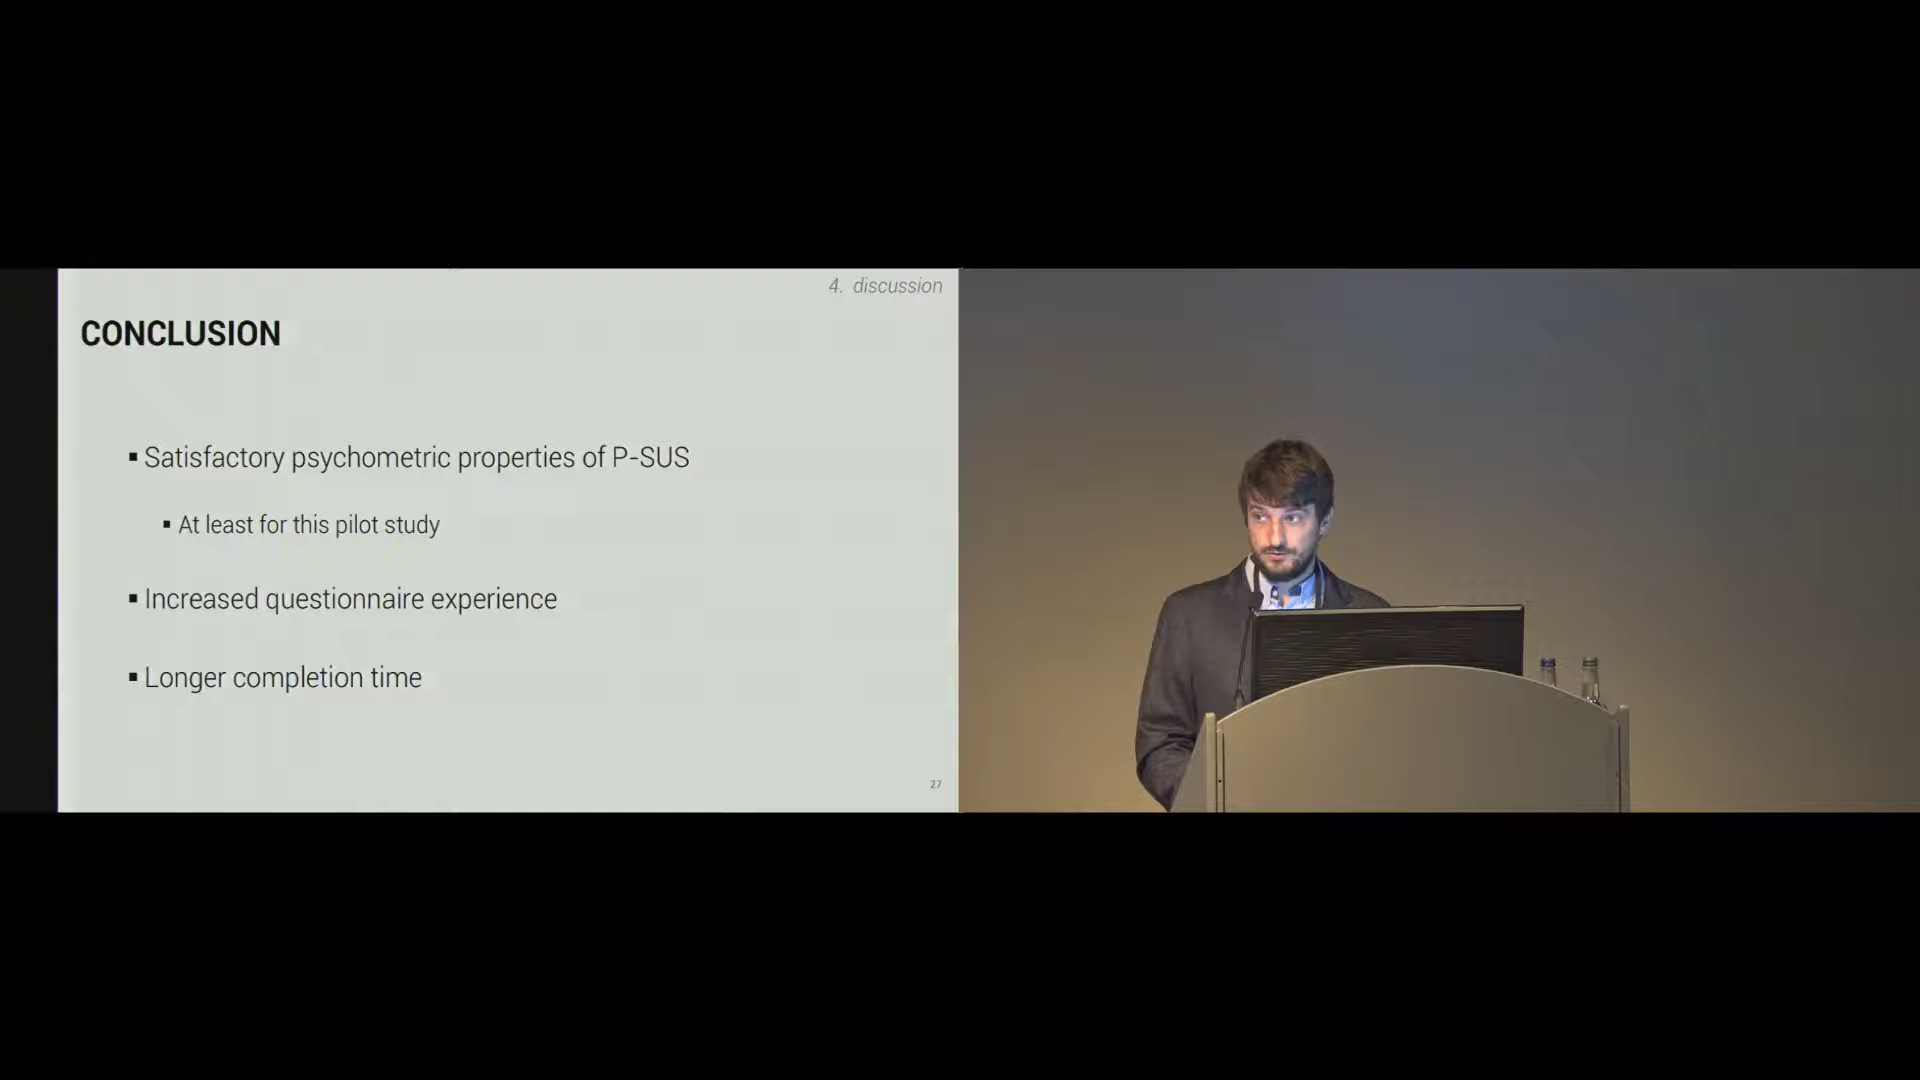 4. discussion
CONCLUSION
▪ Satisfactory psychometric properties of P-SUS
▪ At least for this pilot study
▪ Increased questionnaire experience
▪ Longer completion time
27